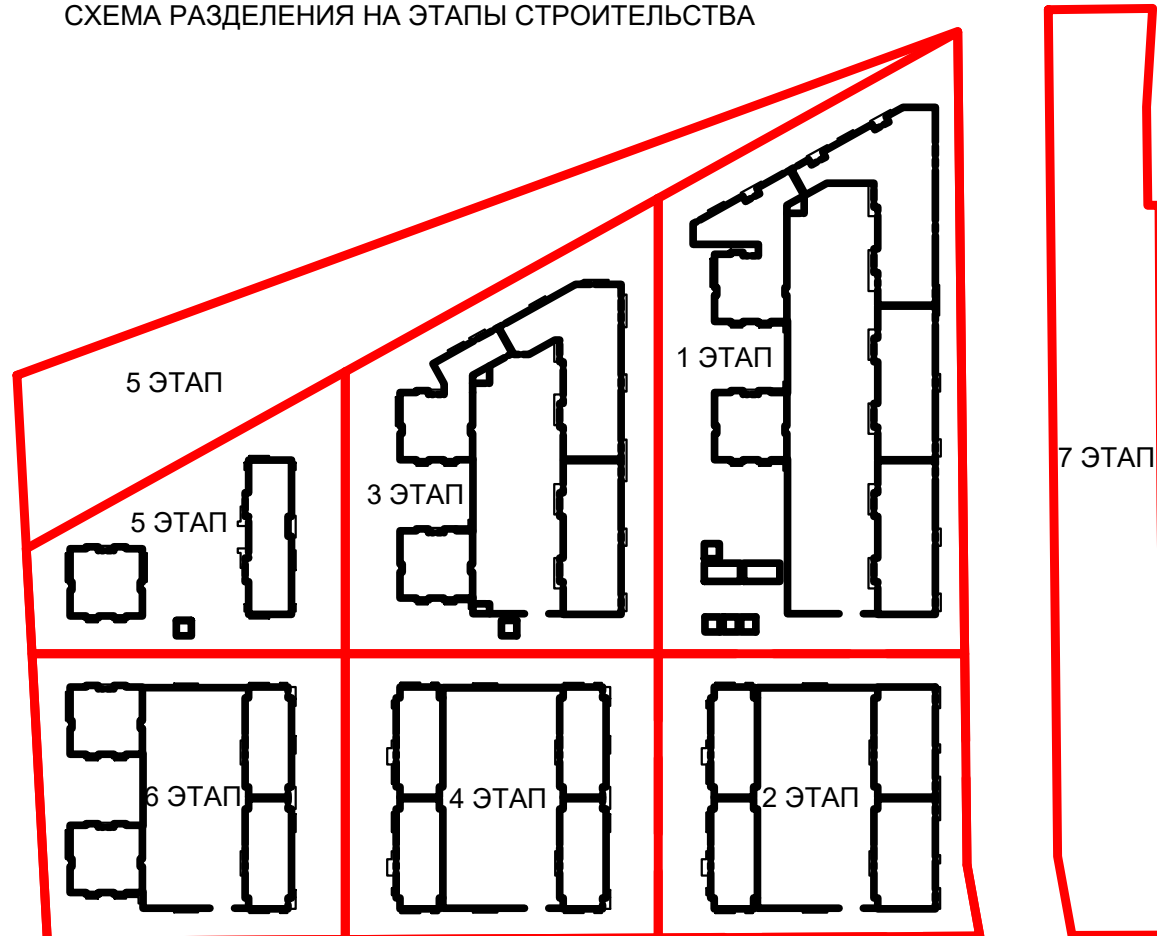 СХЕМА РАЗДЕЛЕНИЯ НА ЭТАПЫ СТРОИТЕЛЬСТВА
5 ЭТАП
1 ЭТАП
7 ЭТАП
3 ЭТАП
5 ЭТАП
6 ЭТАП
4 ЭТАП
2 ЭТАП